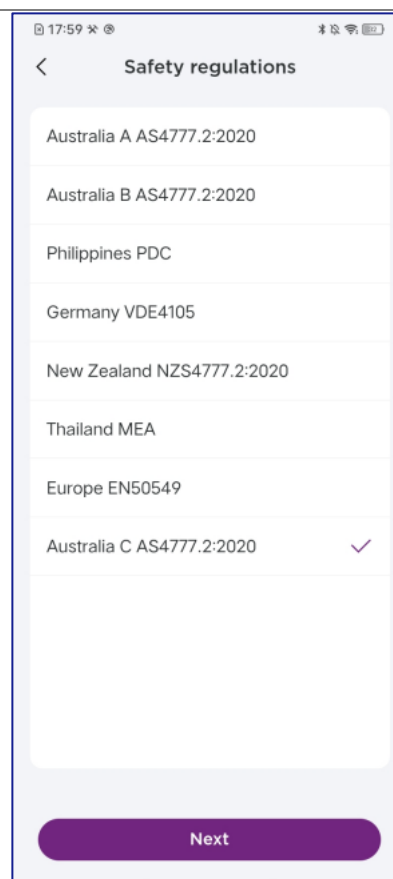 17:59
Safety regulations
Australia A AS4777.2:2020
Australia B AS4777.2:2020
Philippines PDC
Germany VDE4105
New Zealand NZS4777.2:2020
Thailand MEA
Europe EN50549
Australia C AS4777.2:2020
Next